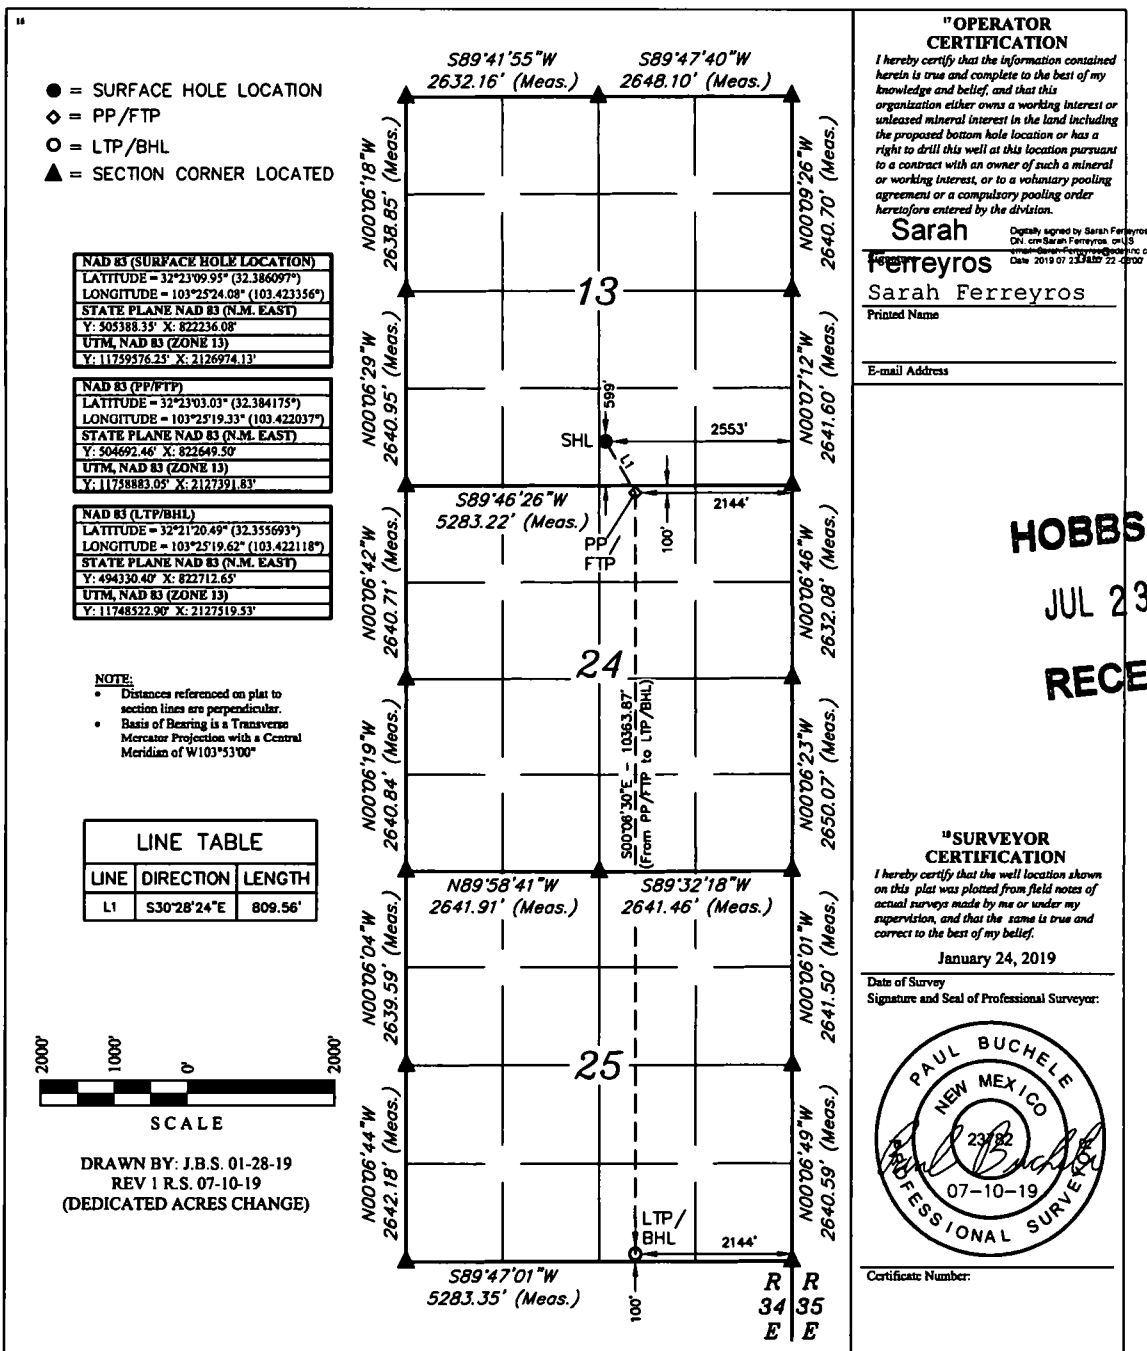 16
● = SURFACE HOLE LOCATION
◇ = PP/FTP
○ = LTP/BHL
▲ = SECTION CORNER LOCATED
NAD 83 (SURFACE HOLE LOCATION)
LATITUDE = 32°23'09.95" (32.386097°)
LONGITUDE = 103°25'24.08" (103.423356°)
STATE PLANE NAD 83 (N.M. EAST)
Y: 505388.35' X: 822236.08'
UTM, NAD 83 (ZONE 13)
Y: 11759576.25' X: 2126974.13'
NAD 83 (PP/FTP)
LATITUDE = 32°23'03.03" (32.384175°)
LONGITUDE = 103°25'19.33" (103.422037°)
STATE PLANE NAD 83 (N.M. EAST)
Y: 504692.46' X: 822649.50'
UTM, NAD 83 (ZONE 13)
Y: 11758883.05' X: 2127391.83'
NAD 83 (LTP/BHL)
LATITUDE = 32°21'20.49" (32.355693°)
LONGITUDE = 103°25'19.62" (103.422118°)
STATE PLANE NAD 83 (N.M. EAST)
Y: 494330.40' X: 822712.65'
UTM, NAD 83 (ZONE 13)
Y: 11748522.90' X: 2127519.53'
NOTE:
• Distances referenced on plat to
section lines are perpendicular.
• Basis of Bearing is a Transverse
Mercator Projection with a Central
Meridian of W103°53'00"
LINE TABLE
LINE DIRECTION LENGTH
L1 S30°28'24"E 809.56'
2000' 1000' 0' 2000'
SCALE
DRAWN BY: J.B.S. 01-28-19
REV 1 R.S. 07-10-19
(DEDICATED ACRES CHANGE)
S89°41'55"W
2632.16' (Meas.)
S89°47'40"W
2648.10' (Meas.)
N00°06'18"W
2638.85' (Meas.)
N00°09'26"W
2640.70' (Meas.)
13
N00°06'29"W
2640.95' (Meas.)
N00°07'12"W
2641.60' (Meas.)
599'
SHL
2553'
L1
S89°46'26"W
5283.22' (Meas.)
2144'
100'
PP
FTP/
N00°06'42"W
2640.71' (Meas.)
N00°06'46"W
2632.08' (Meas.)
24
S00°06'30"E - 10363.87'
(From PP/FTP to LTP/BHL)
N00°06'19"W
2640.84' (Meas.)
N00°06'23"W
2650.07' (Meas.)
N89°58'41"W
2641.91' (Meas.)
S89°32'18"W
2641.46' (Meas.)
N00°06'04"W
2639.59' (Meas.)
N00°06'01"W
2641.50' (Meas.)
25
N00°06'44"W
2642.18' (Meas.)
N00°06'49"W
2640.59' (Meas.)
LTP/
BHL
2144'
S89°47'01"W
5283.35' (Meas.)
100'
R R
34 35
E E
17 OPERATOR
CERTIFICATION
I hereby certify that the information contained
herein is true and complete to the best of my
knowledge and belief, and that this
organization either owns a working interest or
unleased mineral interest in the land including
the proposed bottom hole location or has a
right to drill this well at this location pursuant
to a contract with an owner of such a mineral
or working interest, or to a voluntary pooling
agreement or a compulsory pooling order
heretofore entered by the division.
Sarah
Ferreyros
Digitally signed by Sarah Ferreyros
DN. cn=Sarah Ferreyros, c=US
Signature
Sarah Ferreyros
Printed Name
E-mail Address
HOBBS
JUL 23
RECE
18 SURVEYOR
CERTIFICATION
I hereby certify that the well location shown
on this plat was plotted from field notes of
actual surveys made by me or under my
supervision, and that the same is true and
correct to the best of my belief.
January 24, 2019
Date of Survey
Signature and Seal of Professional Surveyor:
PAUL BUCHELE
NEW MEXICO
23782
07-10-19
PROFESSIONAL SURVEYOR
Certificate Number: